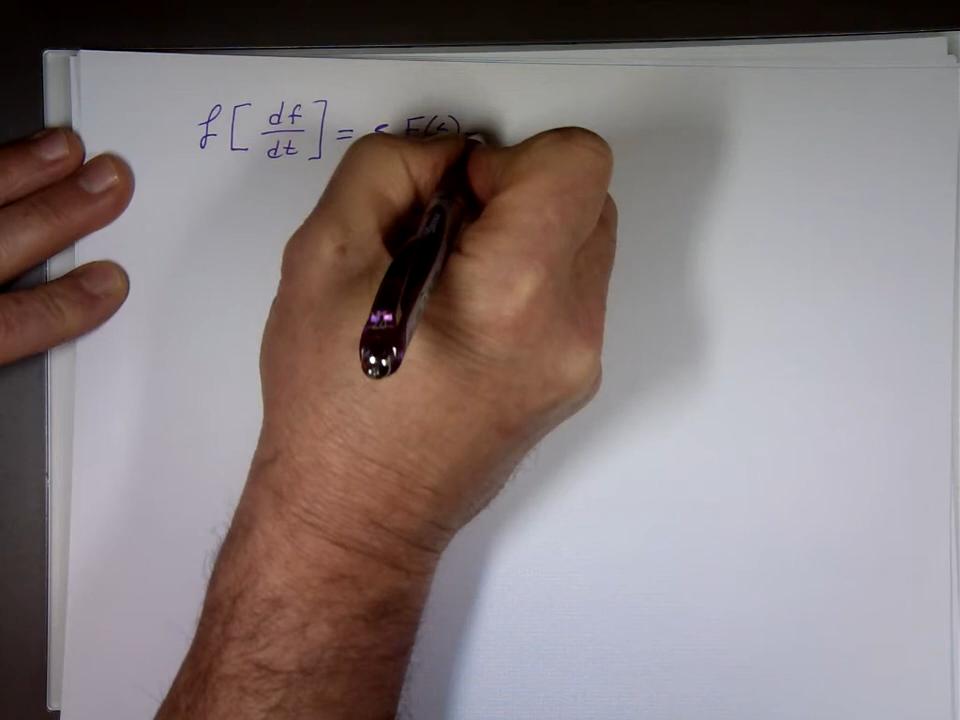 ℒ[df/dt] = s F(s) -